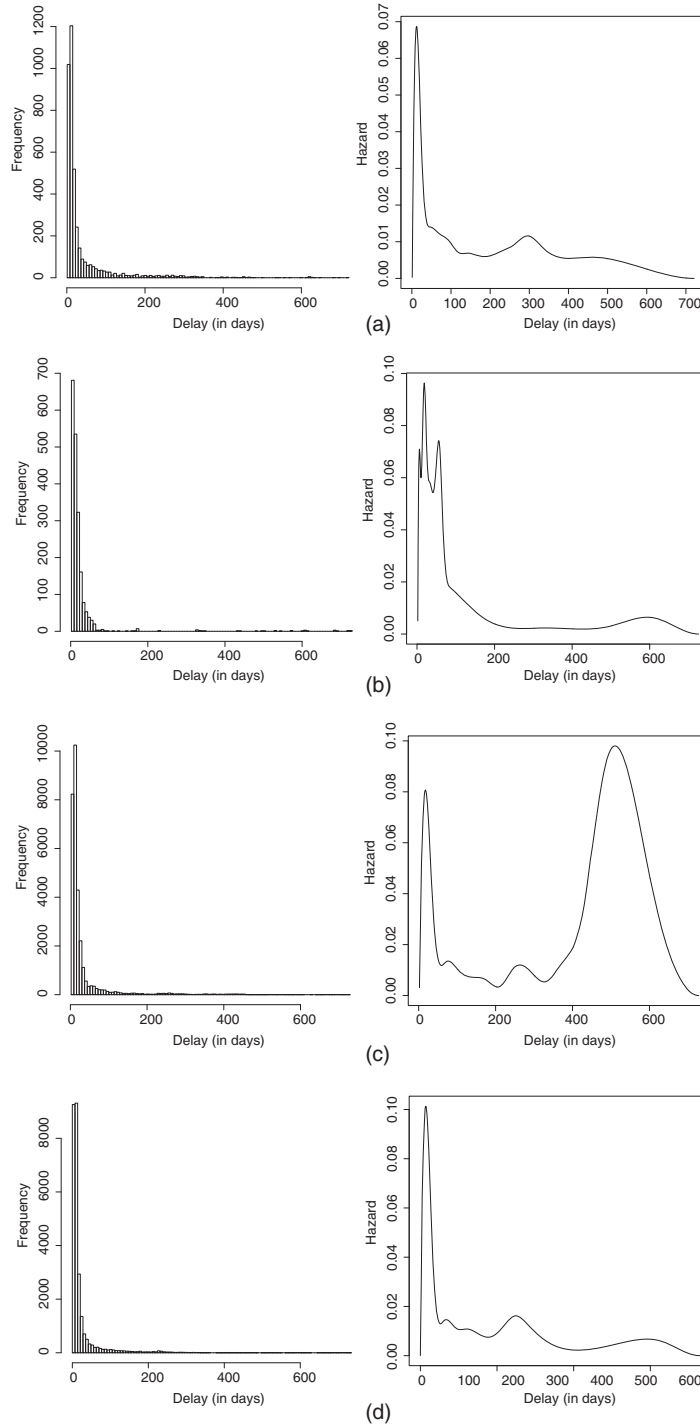 Frequency
0 200 400 600 800 1000 1200
0 200 400 600
Delay (in days)
Hazard
0.00 0.01 0.02 0.03 0.04 0.05 0.06 0.07
0 100 200 300 400 500 600 700
Delay (in days)
(a)
Frequency
0 100 200 300 400 500 600 700
0 200 400 600
Delay (in days)
Hazard
0.00 0.02 0.04 0.06 0.08 0.10
0 200 400 600
Delay (in days)
(b)
Frequency
0 2000 4000 6000 8000 10000
0 200 400 600
Delay (in days)
Hazard
0.00 0.02 0.04 0.06 0.08 0.10
0 200 400 600
Delay (in days)
(c)
Frequency
0 2000 4000 6000 8000
0 200 400 600
Delay (in days)
Hazard
0.00 0.02 0.04 0.06 0.08 0.10
0 100 200 300 400 500 600
Delay (in days)
(d)